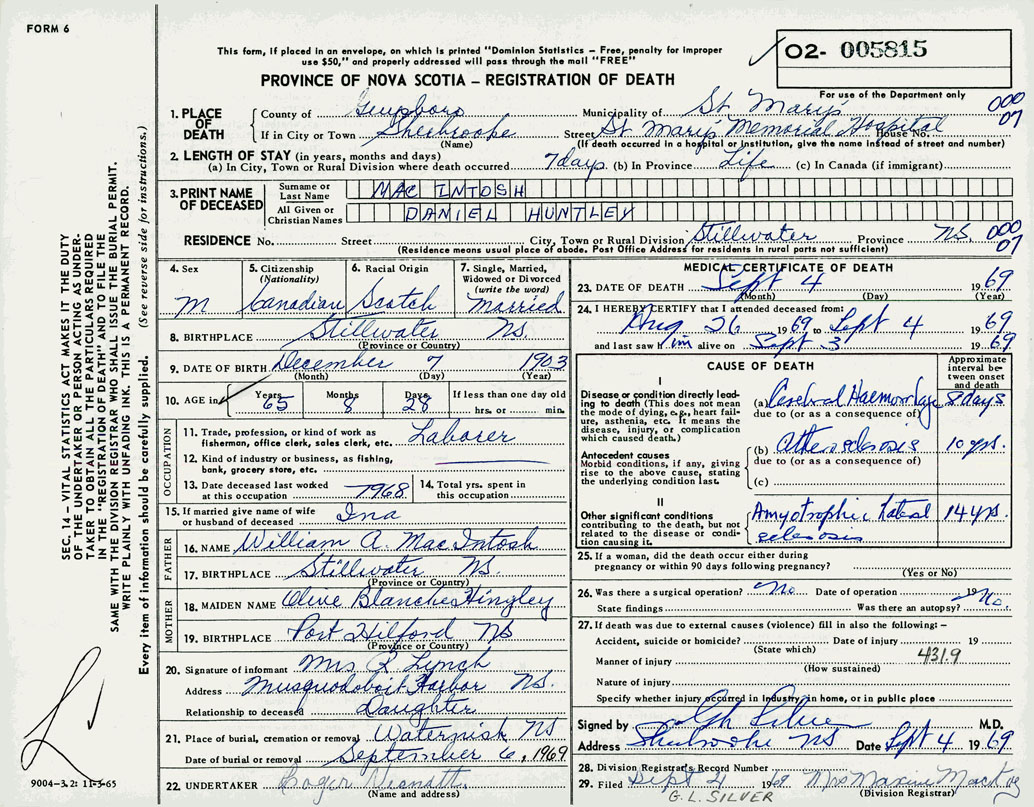 FORM 6
This form, if placed in an envelope, on which is printed "Dominion Statistics — Free, penalty for improper
use $50," and properly addressed will pass through the mail "FREE"
PROVINCE OF NOVA SCOTIA – REGISTRATION OF DEATH
O2- 005815
For use of the Department only
000
07
1. PLACE OF DEATH County of Guysboro Municipality of St Mary's
If in City or Town Sherbrooke Street St Mary's Memorial Hospital House No.
(Name) (If death occurred in a hospital or institution, give the name instead of street and number)
2. LENGTH OF STAY (in years, months and days)
(a) In City, Town or Rural Division where death occurred 7 days (b) In Province Life (c) In Canada (if immigrant)
3. PRINT NAME OF DECEASED Surname or Last Name MAC INTOSH
All Given or Christian Names DANIEL HUNTLEY
RESIDENCE No. Street City, Town or Rural Division Stillwater Province NS. 000
07
(Residence means usual place of abode. Post Office Address for residents in rural parts not sufficient)
4. Sex M
5. Citizenship (Nationality) Canadian
6. Racial Origin Scotch
7. Single, Married, Widowed or Divorced (write the word) Married
8. BIRTHPLACE Stillwater NS.
(Province or Country)
9. DATE OF BIRTH December 7 1903
(Month) (Day) (Year)
10. AGE in Years 65 Months 8 Days 28 If less than one day old
hrs. or min.
OCCUPATION
11. Trade, profession, or kind of work as
fisherman, office clerk, sales clerk, etc. Laborer
12. Kind of industry or business, as fishing,
bank, grocery store, etc.
13. Date deceased last worked
at this occupation 1968
14. Total yrs. spent in
this occupation
15. If married give name of wife
or husband of deceased Ina
FATHER
16. NAME William A. MacIntosh
17. BIRTHPLACE Stillwater NS.
(Province or Country)
MOTHER
18. MAIDEN NAME Olive Blanche Hingley
19. BIRTHPLACE Port Hilford NS
(Province or Country)
20. Signature of informant Mrs R Lynch
Address Musquodoboit Harbor NS.
Relationship to deceased Daughter
21. Place of burial, cremation or removal NS
Date of burial or removal September 6, 1969
22. UNDERTAKER Roger
(Name and address)
MEDICAL CERTIFICATE OF DEATH
23. DATE OF DEATH Sept 4 1969
(Month) (Day) (Year)
24. I HEREBY CERTIFY that I attended deceased from:
Aug 26 1969 to Sept 4 1969
and last saw him alive on Sept 3 1969
CAUSE OF DEATH
Approximate interval between onset and death
I
Disease or condition directly leading to death (This does not mean the mode of dying, e.g., heart failure, asthenia, etc. It means the disease, injury, or complication which caused death.)
(a) Cerebral Haemorrhage 8 days
due to (or as a consequence of)
Antecedent causes
Morbid conditions, if any, giving rise to the above cause, stating the underlying condition last.
(b) 10 yrs.
due to (or as a consequence of)
(c)
II
Other significant conditions
contributing to the death, but not related to the disease or condition causing it.
Amyotrophic Lateral 14 yrs.
sclerosis
25. If a woman, did the death occur either during
pregnancy or within 90 days following pregnancy?
(Yes or No)
26. Was there a surgical operation? No Date of operation 19
State findings Was there an autopsy? No.
27. If death was due to external causes (violence) fill in also the following: —
Accident, suicide or homicide? Date of injury 19
(State which)
Manner of injury 431.9
(How sustained)
Nature of injury
Specify whether injury occurred in industry, in home, or in public place
Signed by M.D.
Address Sherbrooke NS Date Sept 4 1969
28. Division Registrar's Record Number
29. Filed Sept 4 1969 Mrs Maxine MacKay
G.L. SILVER (Division Registrar)
SEC. 14 – VITAL STATISTICS ACT MAKES IT THE DUTY
OF THE UNDERTAKER OR PERSON ACTING AS UNDER-
TAKER TO OBTAIN ALL THE PARTICULARS REQUIRED
IN THE "REGISTRATION OF DEATH" AND TO FILE THE
SAME WITH THE DIVISION REGISTRAR WHO SHALL ISSUE THE BURIAL PERMIT.
WRITE PLAINLY WITH UNFADING INK. THIS IS A PERMANENT RECORD.
Every item of information should be carefully supplied. (See reverse side for instructions.)
9004–3.2: 11-3-65